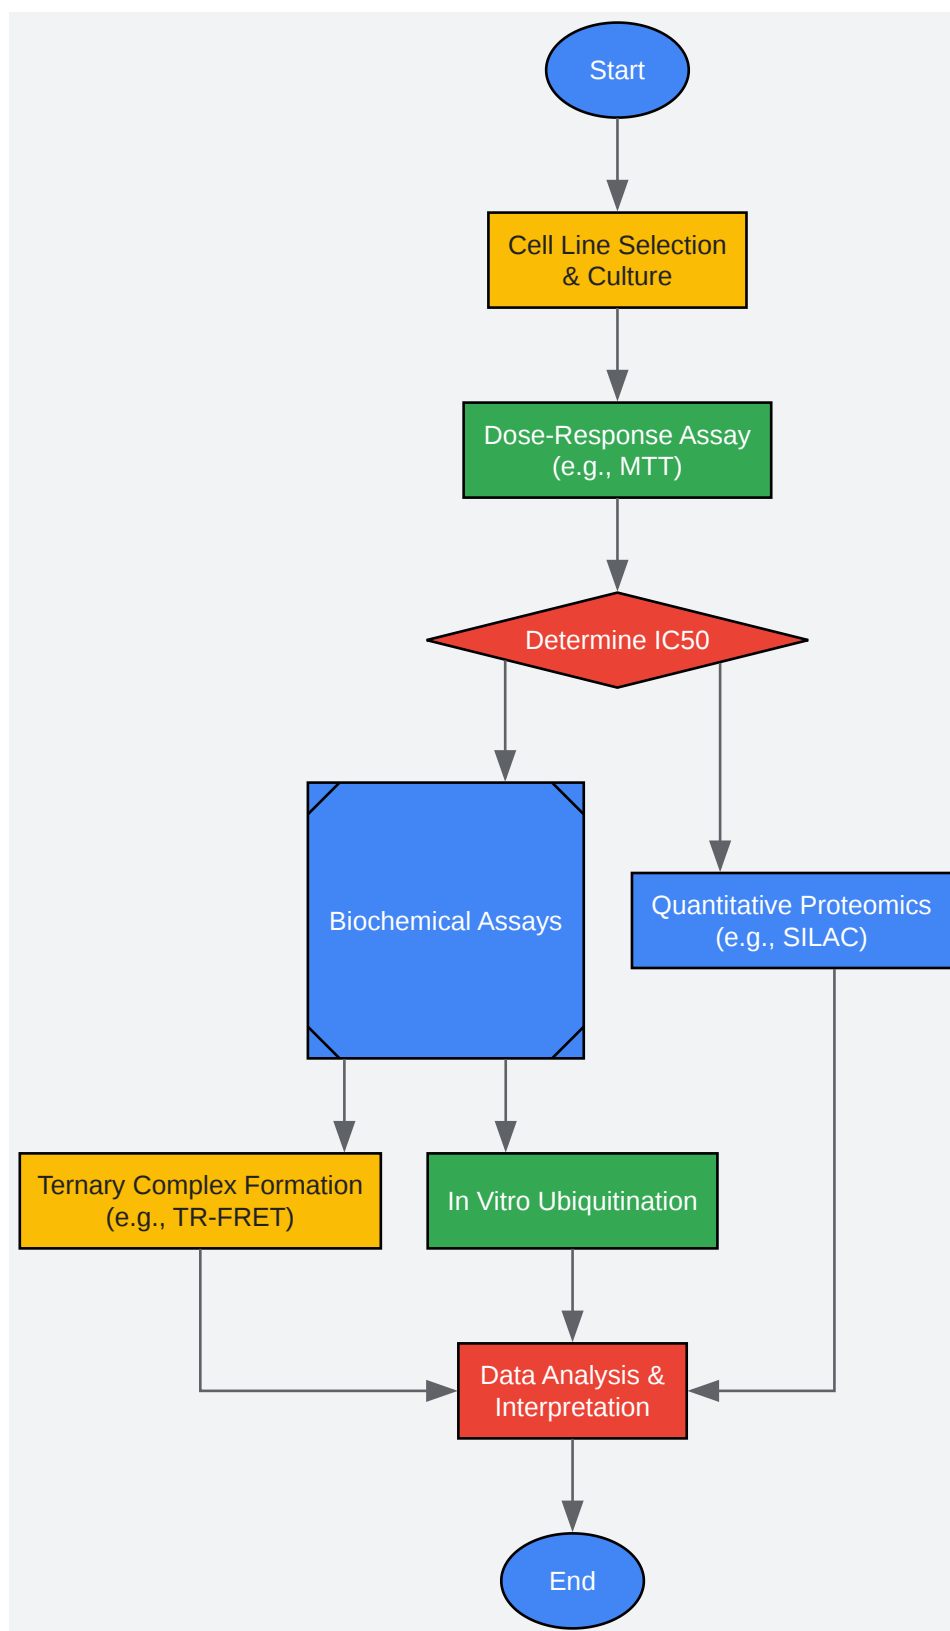 Start
Cell Line Selection
& Culture
Dose-Response Assay
(e.g., MTT)
Determine IC50
Biochemical Assays
Quantitative Proteomics
(e.g., SILAC)
Ternary Complex Formation
(e.g., TR-FRET)
In Vitro Ubiquitination
Data Analysis &
Interpretation
End